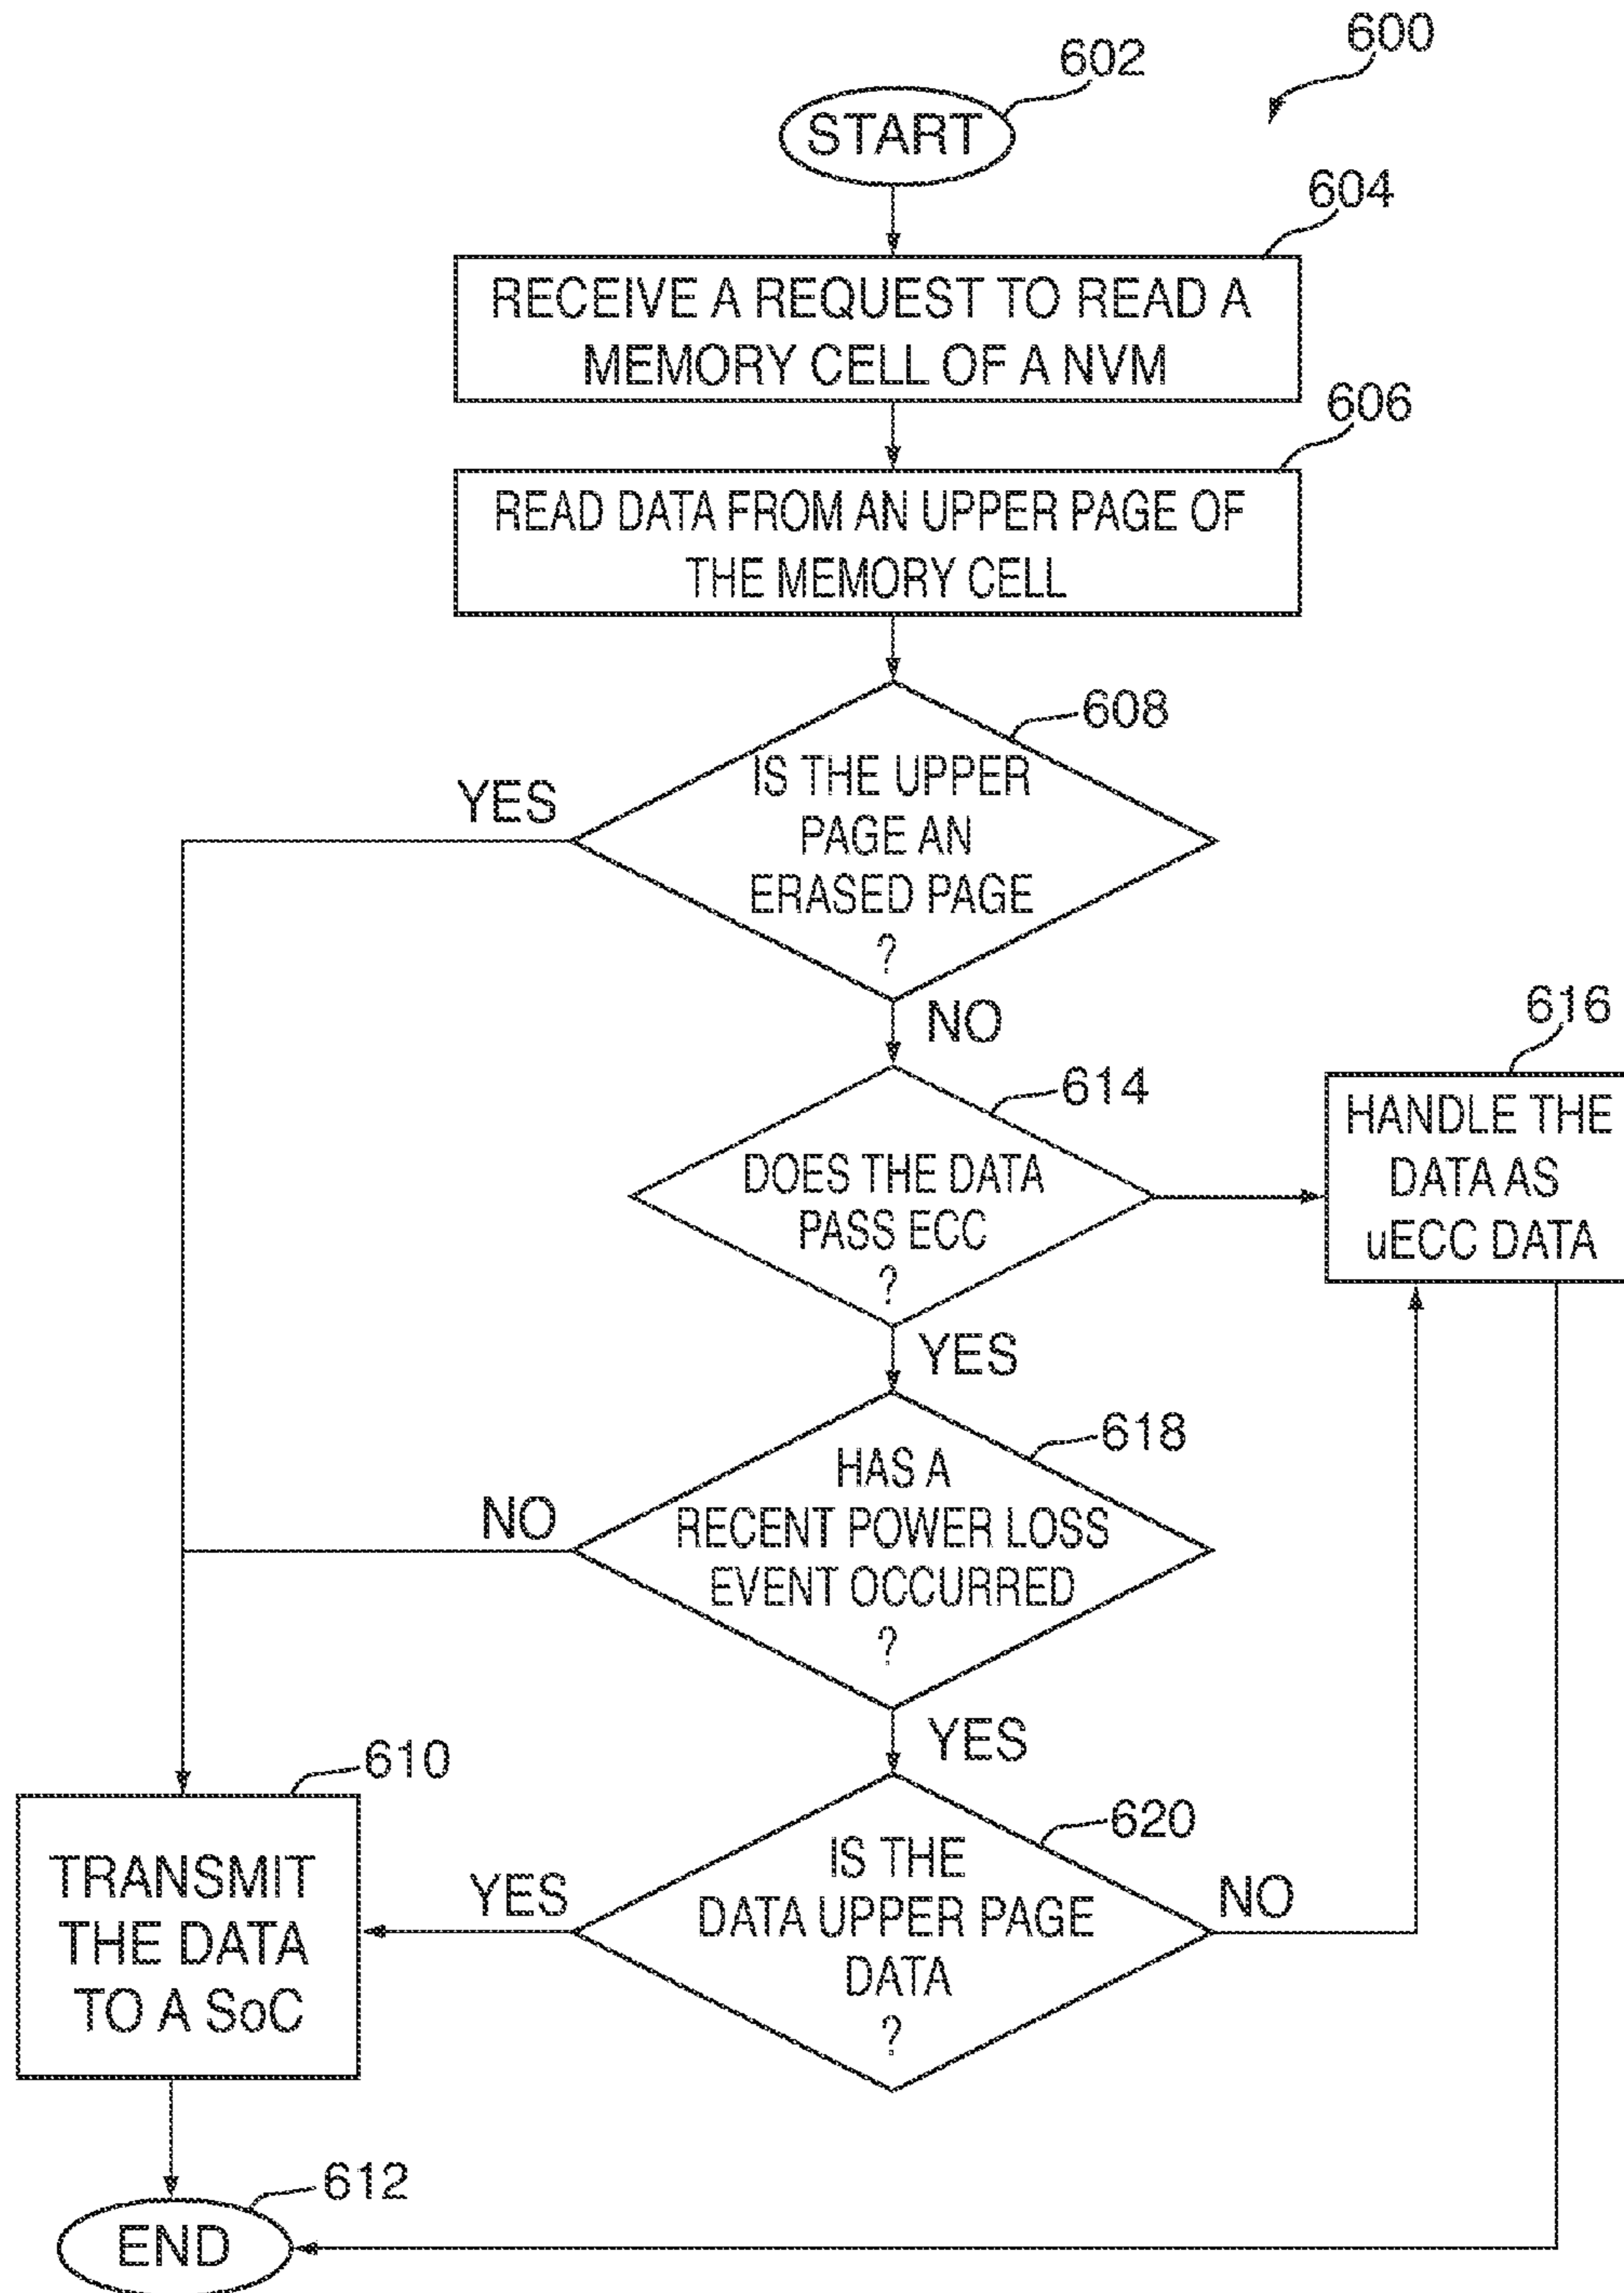 600
602
START
604
RECEIVE A REQUEST TO READ A
MEMORY CELL OF A NVM
606
READ DATA FROM AN UPPER PAGE OF
THE MEMORY CELL
608
YES
IS THE UPPER
PAGE AN
ERASED PAGE
?
NO
614
DOES THE DATA
PASS ECC
?
616
HANDLE THE
DATA AS
uECC DATA
YES
618
NO
HAS A
RECENT POWER LOSS
EVENT OCCURRED
?
YES
610
TRANSMIT
THE DATA
TO A SoC
YES
620
IS THE
DATA UPPER PAGE
DATA
?
NO
612
END